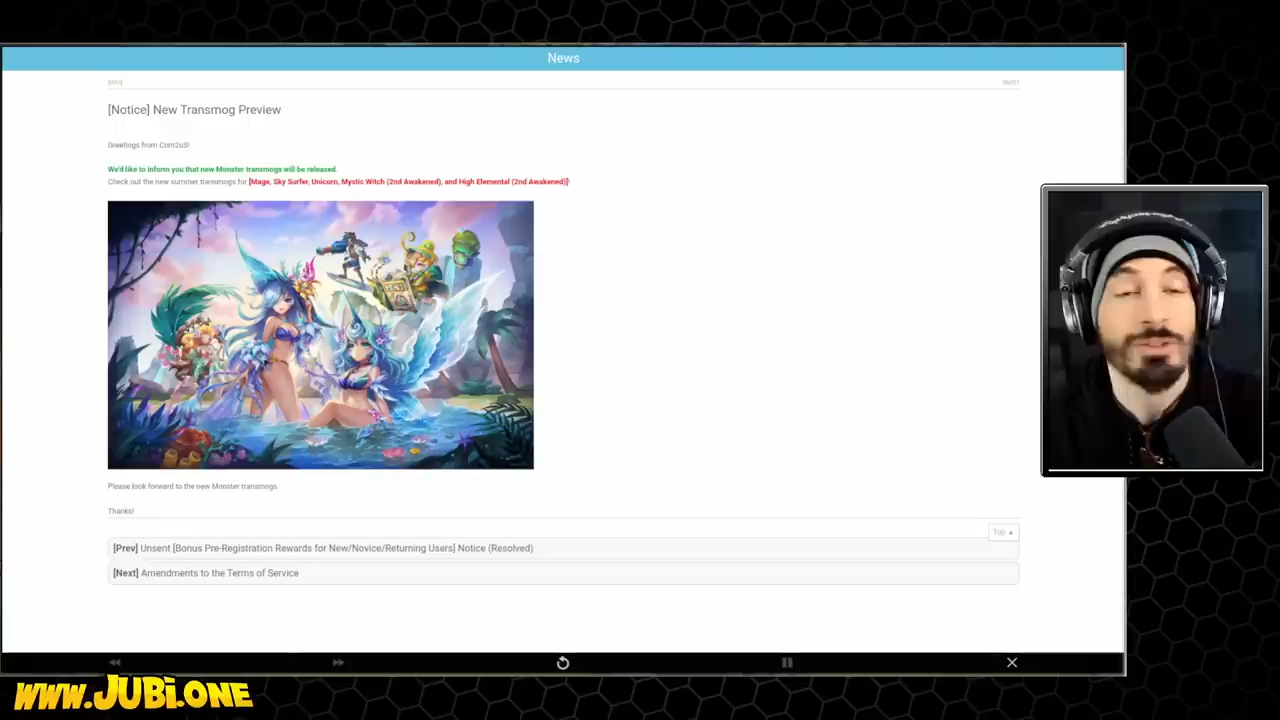 News
[Notice] New Transmog Preview
Greetings from Com2uS!
We'd like to inform you that new Monster transmogs will be released.
Check out the new summer transmogs for [Mage, Sky Surfer, Unicorn, Mystic Witch (2nd Awakened), and High Elemental (2nd Awakened)]!
Please look forward to the new Monster transmogs.
Thanks!
Top ▲
[Prev] Unsent [Bonus Pre-Registration Rewards for New/Novice/Returning Users] Notice (Resolved)
[Next] Amendments to the Terms of Service
WWW.JUBI.ONE